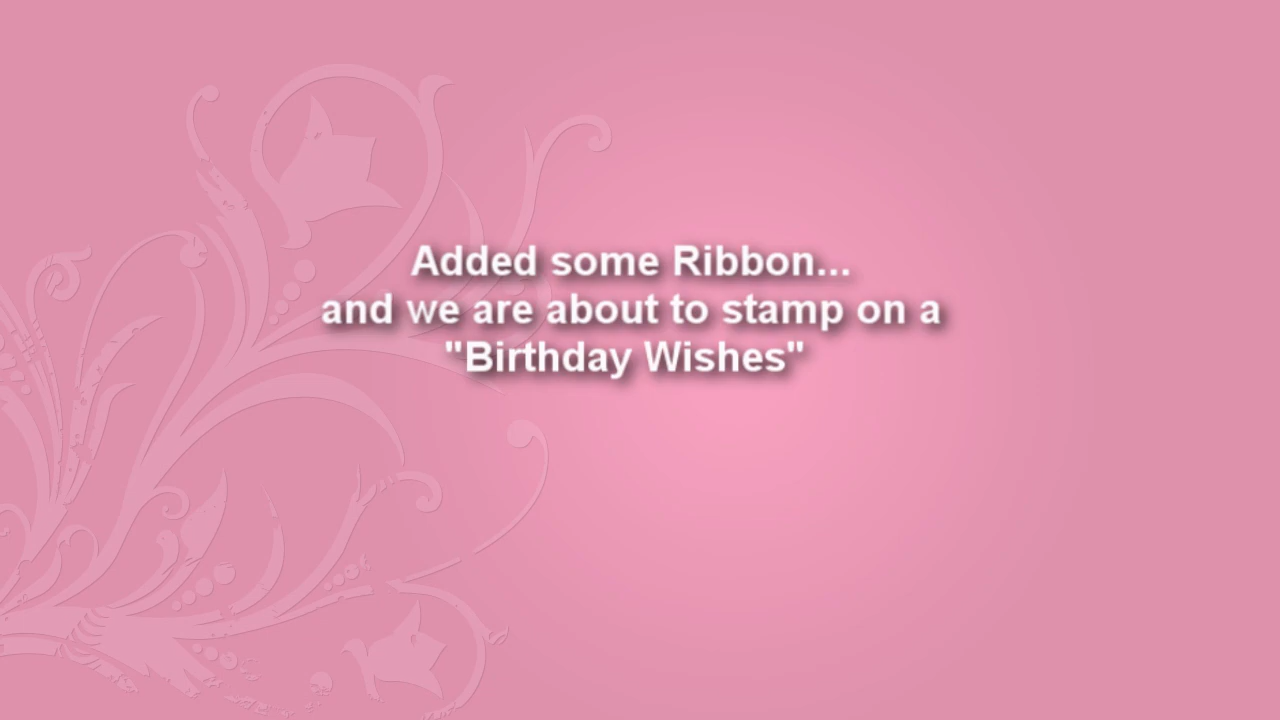 Added some Ribbon...
and we are about to stamp on a
"Birthday Wishes"